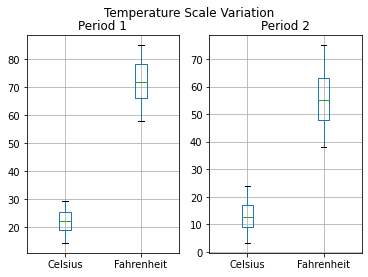 Temperature Scale Variation
Period 1
Period 2
80
70
60
50
40
30
20
Celsius
Fahrenheit
70
60
50
40
30
20
10
0
Celsius
Fahrenheit